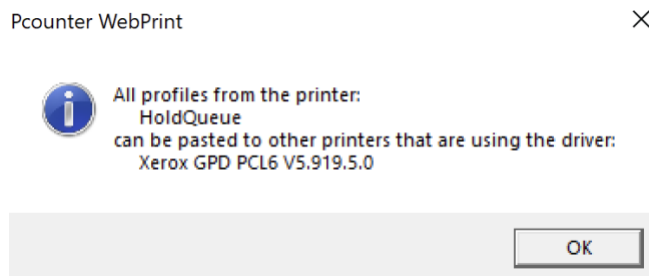 Pcounter WebPrint
All profiles from the printer:
HoldQueue
can be pasted to other printers that are using the driver:
Xerox GPD PCL6 V5.919.5.0
OK